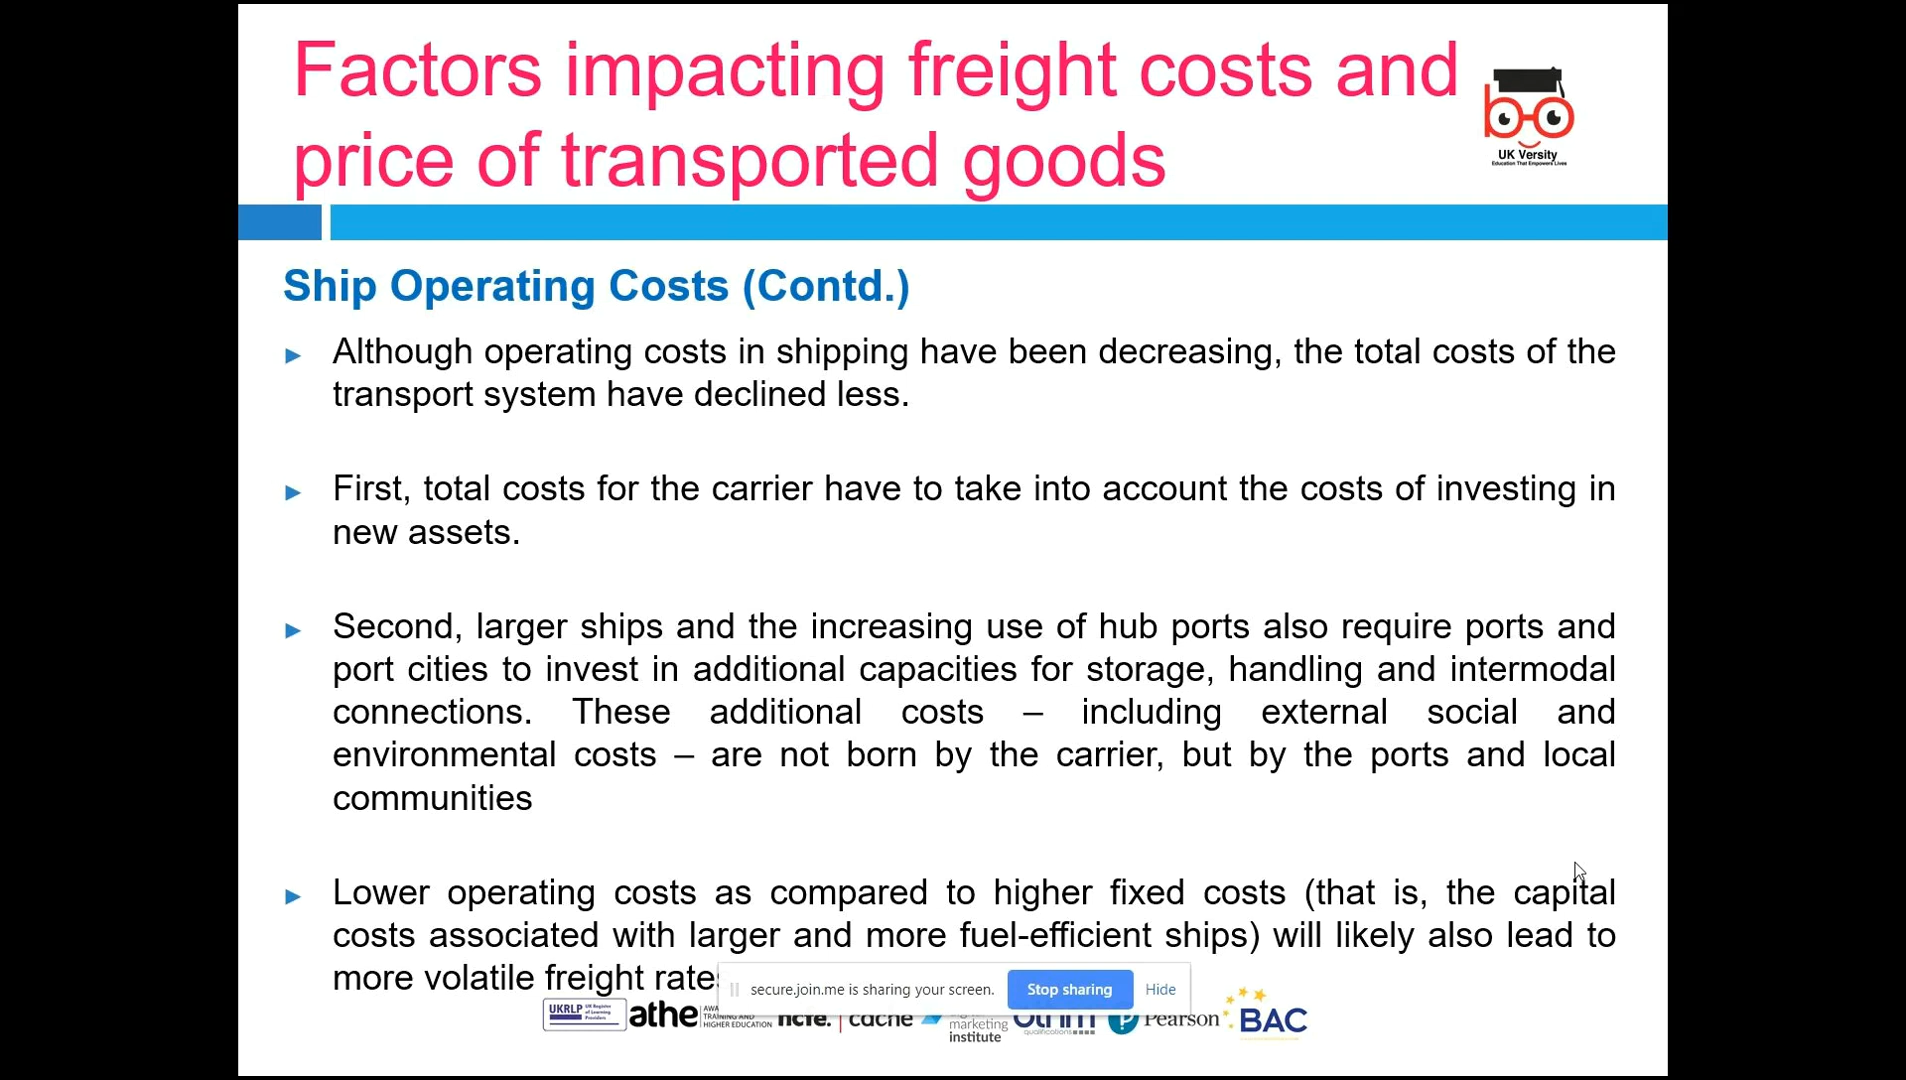 Factors impacting freight costs and
price of transported goods
UK Versity
Education That Empowers Lives
Ship Operating Costs (Contd.)
Although operating costs in shipping have been decreasing, the total costs of the
transport system have declined less.
First, total costs for the carrier have to take into account the costs of investing in
new assets.
Second, larger ships and the increasing use of hub ports also require ports and
port cities to invest in additional capacities for storage, handling and intermodal
connections. These additional costs – including external social and
environmental costs – are not born by the carrier, but by the ports and local
communities
Lower operating costs as compared to higher fixed costs (that is, the capital
costs associated with larger and more fuel-efficient ships) will likely also lead to
more volatile freight rates
secure.join.me is sharing your screen. Stop sharing Hide
UKRLP UK Register of Learning Providers
athe
TRAINING AND
HIGHER EDUCATION
ncfe. cache
marketing
institute
othm
qualifications
Pearson
BAC